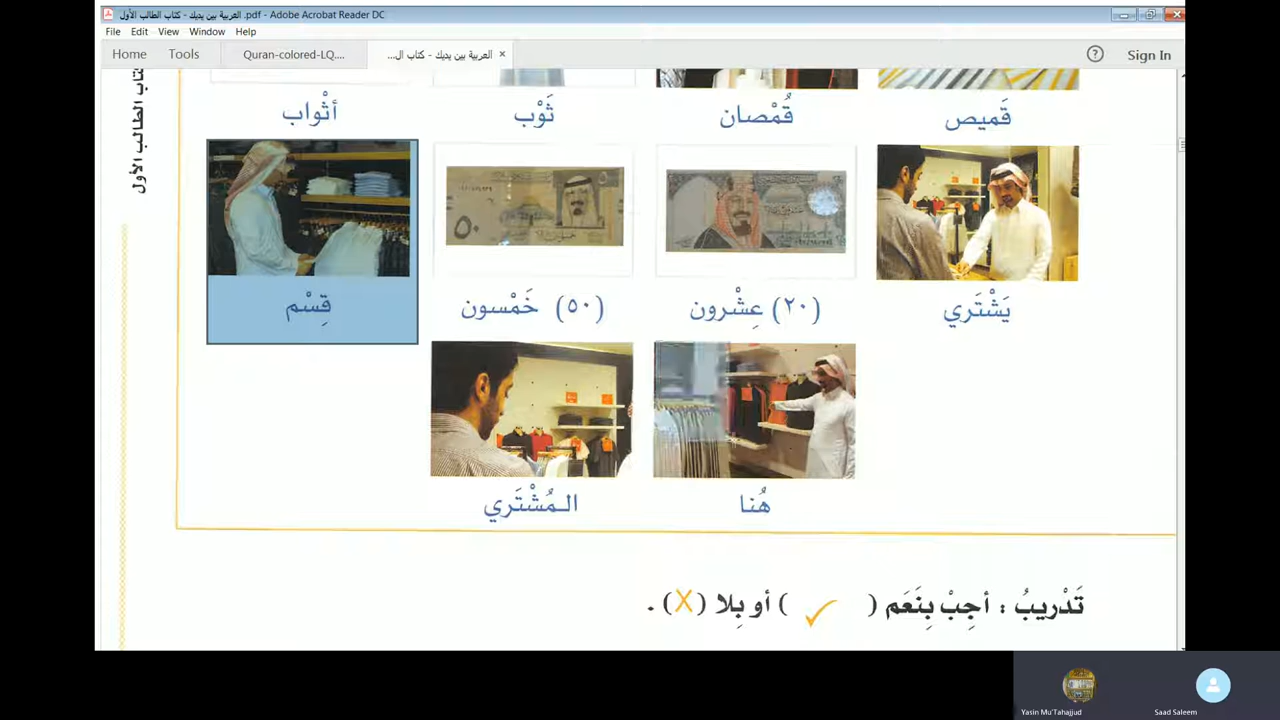 العربية بين يديك - كتاب الطالب الأول .pdf - Adobe Acrobat Reader DC
File Edit View Window Help
Home Tools Quran-colored-LQ.... العربية بين يديك - كتاب ال... × ? Sign In
كتاب الطالب الأول
قَميص قُمْصان ثَوْب أثْواب
يَشْتَري (٢٠) عِشْرون (٥٠) خَمْسون قِسْم
هُنا الـمُشْتَري
تَدْريبُ : أجِبْ بِنَعَم ( ✓ ) أو بِلا (X) .
Yasin Mu'Tahajjud Saad Saleem